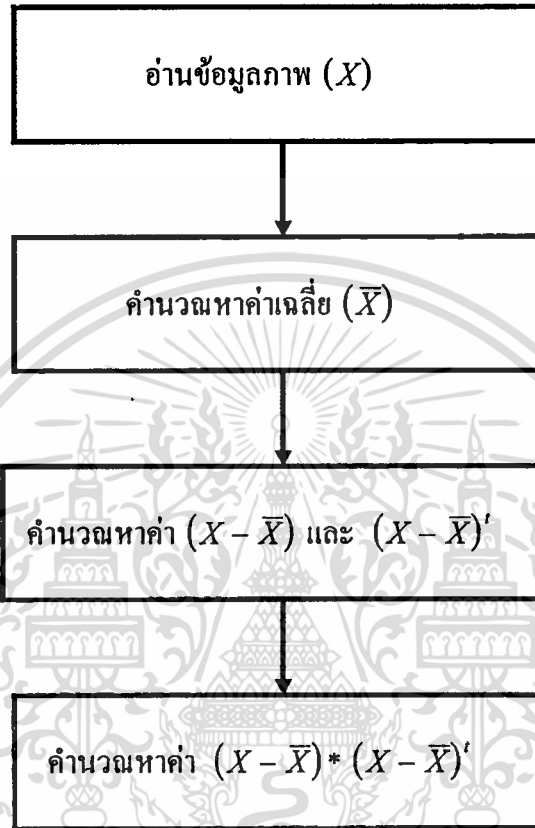 อ่านข้อมูลภาพ (X)
คำนวณหาค่าเฉลี่ย (X̅)
คำนวณหาค่า (X − X̅) และ (X − X̅)ᵗ
คำนวณหาค่า (X − X̅) * (X − X̅)ᵗ